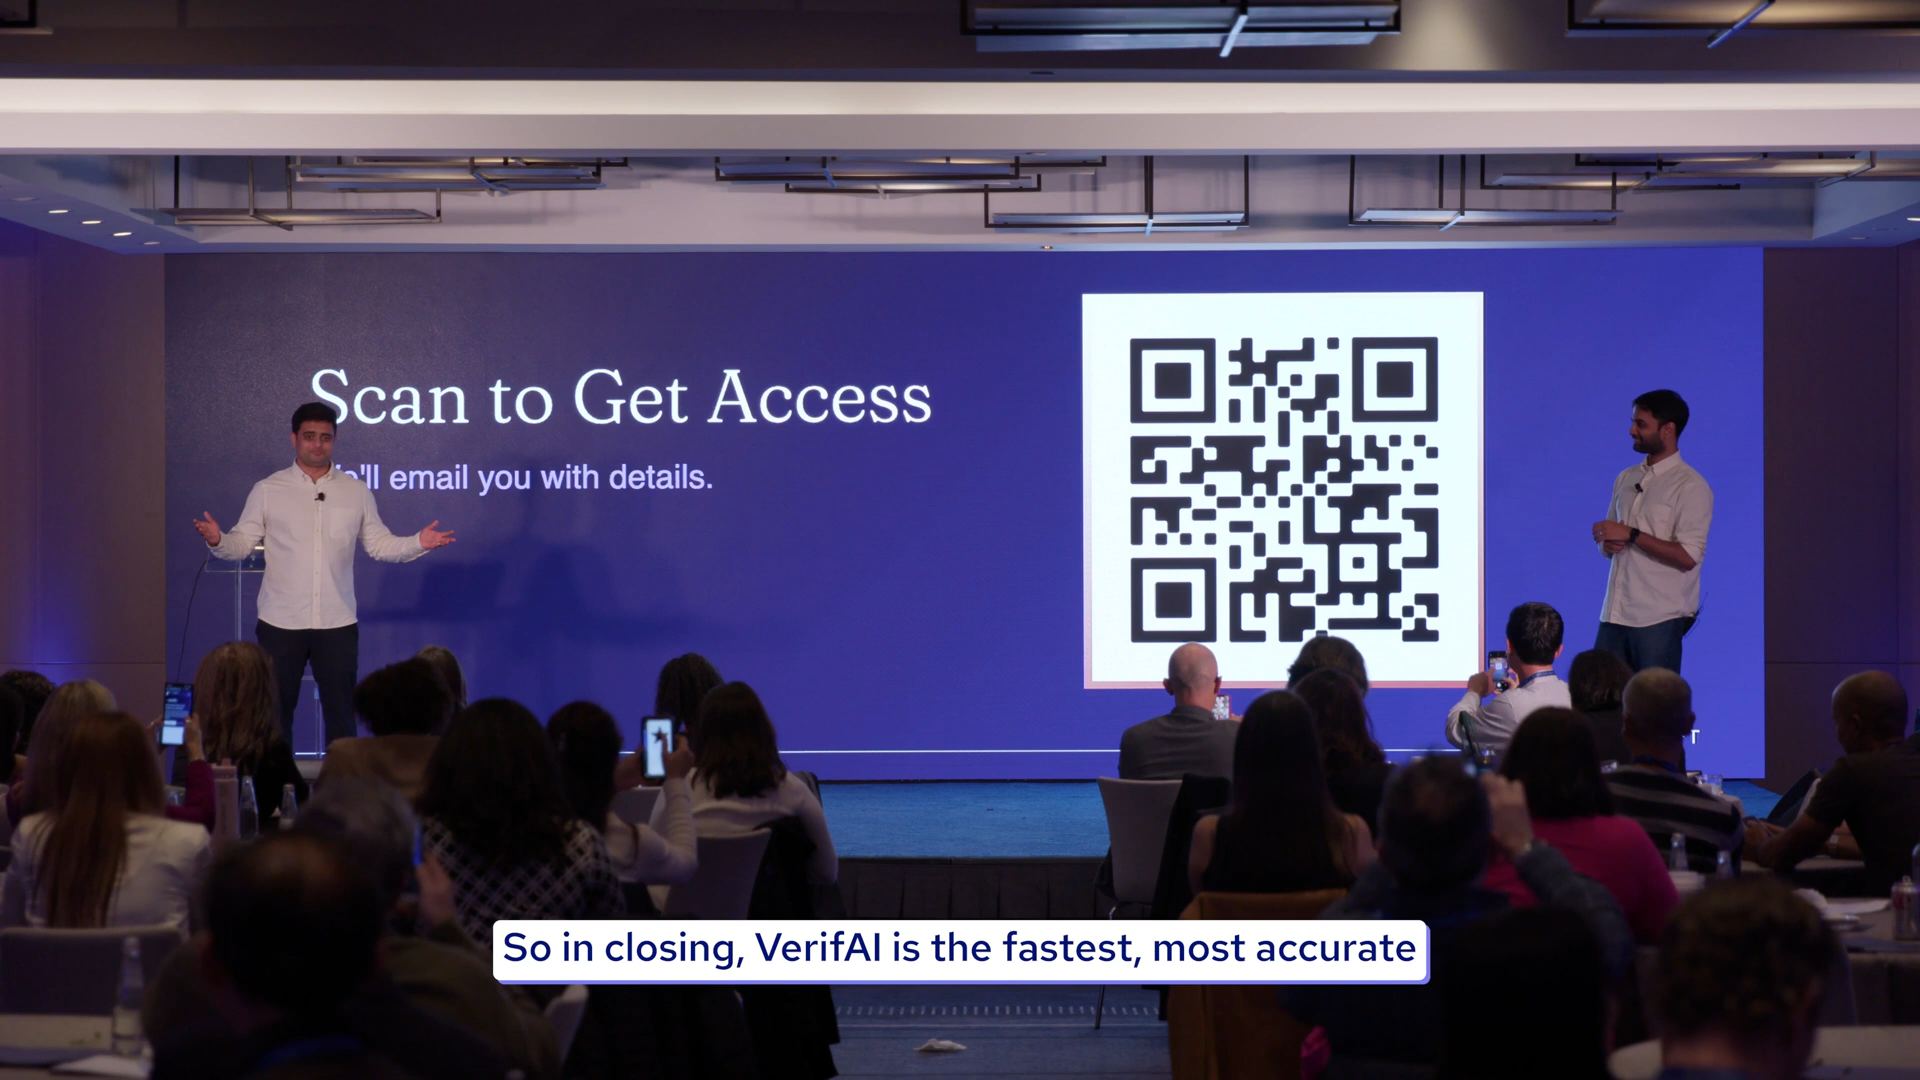 Scan to Get Access
'll email you with details.
So in closing, VerifAI is the fastest, most accurate